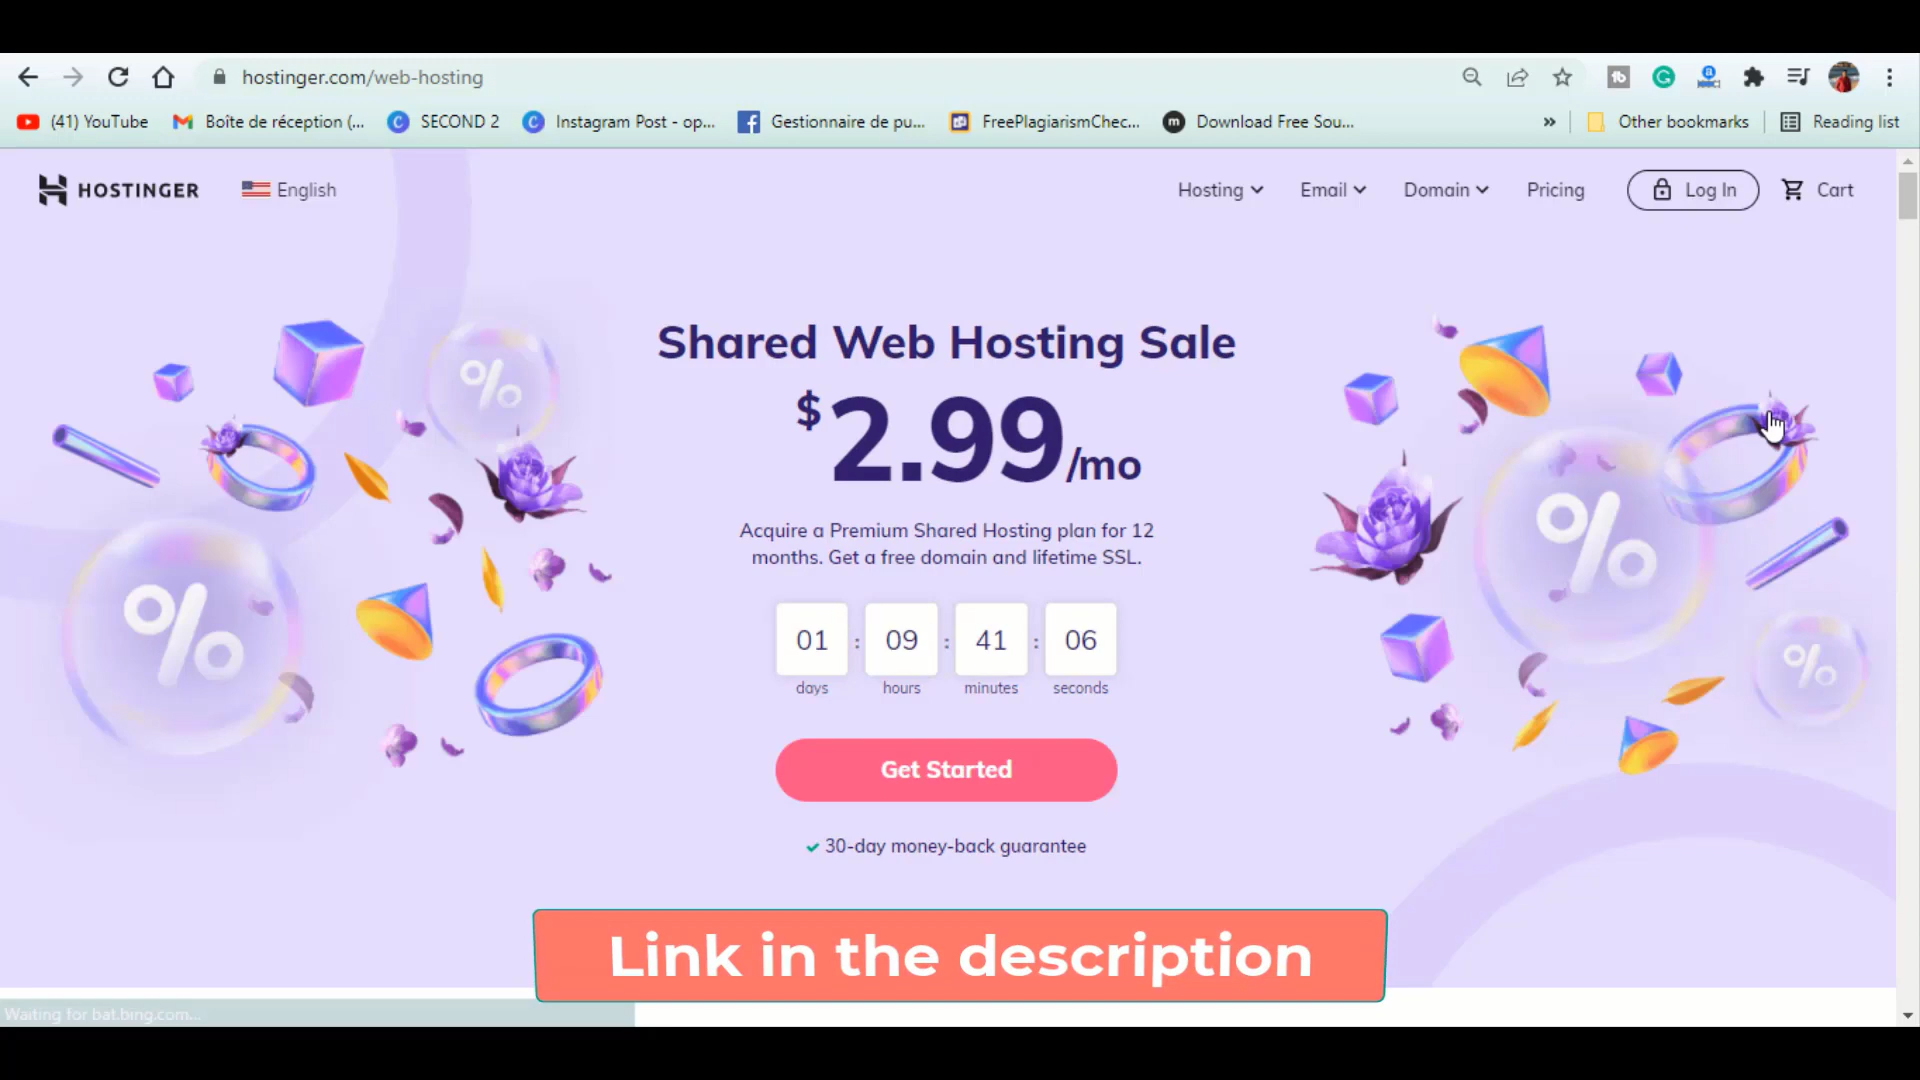 hostinger.com/web-hosting
(41) YouTube
Boîte de réception (...
SECOND 2
Instagram Post - op...
Gestionnaire de pu...
FreePlagiarismChec...
Download Free Sou...
»
Other bookmarks
Reading list
HOSTINGER
English
Hosting
Email
Domain
Pricing
Log In
Cart
Shared Web Hosting Sale
$2.99/mo
Acquire a Premium Shared Hosting plan for 12
months. Get a free domain and lifetime SSL.
01 : 09 : 41 : 06
days hours minutes seconds
Get Started
30-day money-back guarantee
%
%
%
%
Link in the description
Waiting for bat.bing.com...